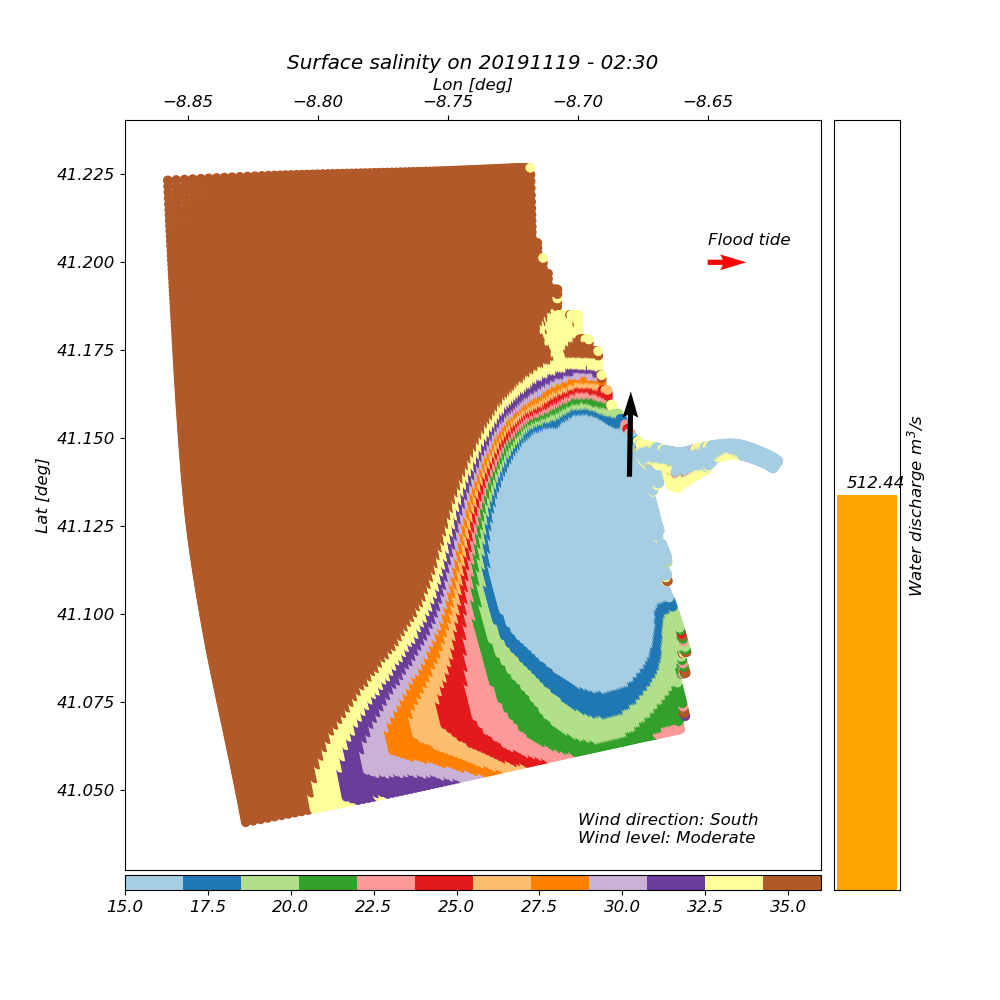 Surface salinity on 20191119 - 02:30
Lon [deg]
−8.85 −8.80 −8.75 −8.70 −8.65
41.225
41.200
41.175
41.150
41.125
41.100
41.075
41.050
Lat [deg]
Flood tide
Wind direction: South
Wind level: Moderate
512.44
Water discharge m³/s
15.0 17.5 20.0 22.5 25.0 27.5 30.0 32.5 35.0